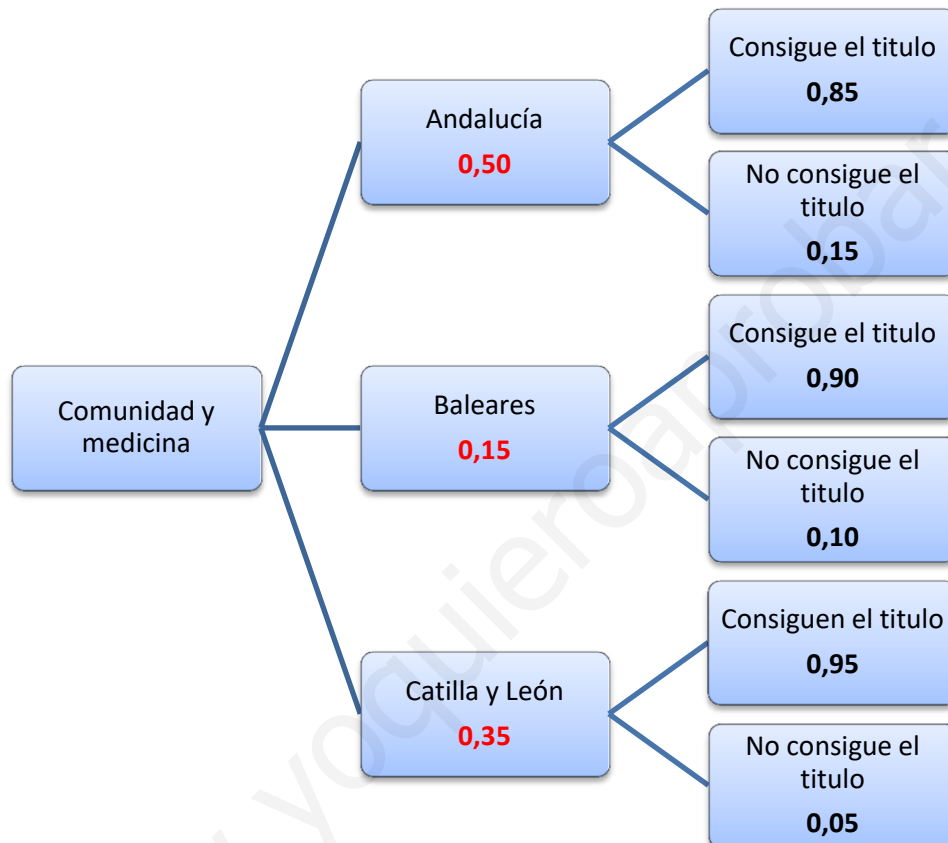 Comunidad y
medicina
Andalucía
0,50
Consigue el titulo
0,85
No consigue el
titulo
0,15
Baleares
0,15
Consigue el titulo
0,90
No consigue el
titulo
0,10
Catilla y León
0,35
Consiguen el titulo
0,95
No consigue el
titulo
0,05
yoquieroaprobar